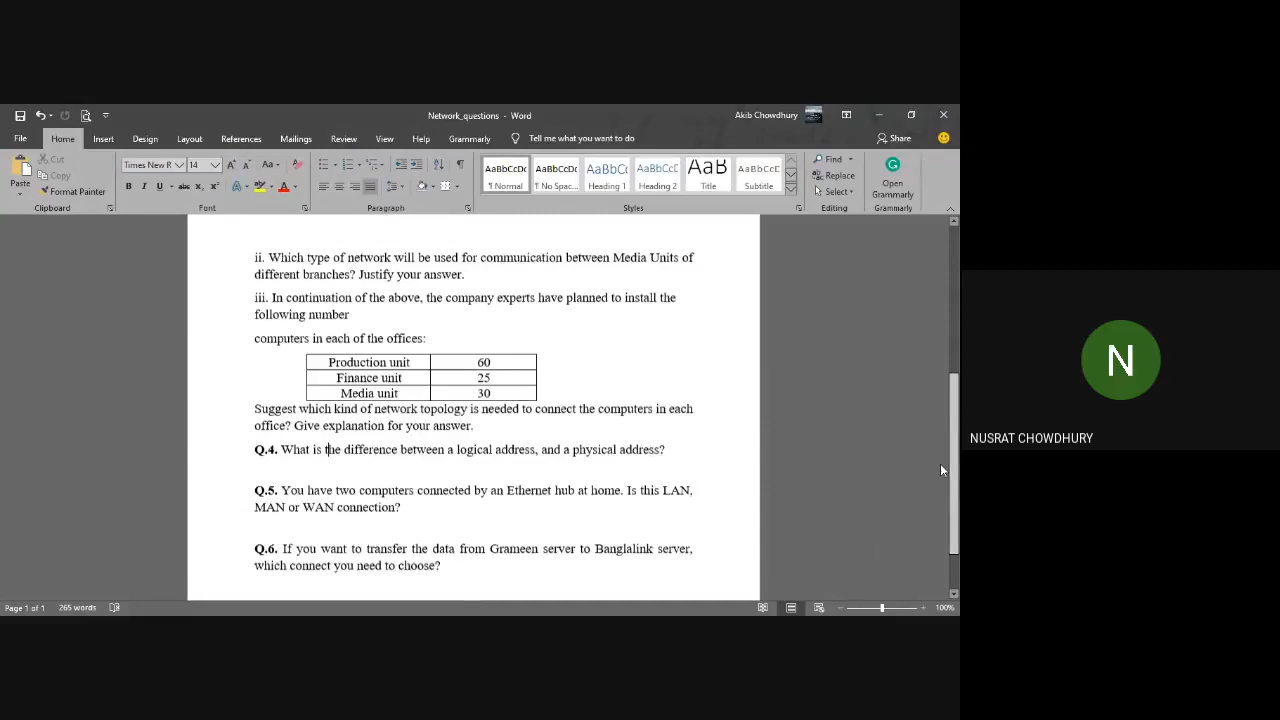 Network_questions - Word
Akib Chowdhury
File Home Insert Design Layout References Mailings Review View Help Grammarly Tell me what you want to do Share
Paste Cut Copy Format Painter
Times New R 14
AaBbCcDc AaBbCcDc AaBbCc AaBbCcD AaB AaBbCcD
¶ Normal ¶ No Spac... Heading 1 Heading 2 Title Subtitle
Find Replace Select
Open Grammarly
Clipboard Font Paragraph Styles Editing Grammarly
ii. Which type of network will be used for communication between Media Units of
different branches? Justify your answer.
iii. In continuation of the above, the company experts have planned to install the
following number
computers in each of the offices:
Production unit 60
Finance unit 25
Media unit 30
Suggest which kind of network topology is needed to connect the computers in each
office? Give explanation for your answer.
Q.4. What is the difference between a logical address, and a physical address?
Q.5. You have two computers connected by an Ethernet hub at home. Is this LAN,
MAN or WAN connection?
Q.6. If you want to transfer the data from Grameen server to Banglalink server,
which connect you need to choose?
Page 1 of 1 265 words 100%
N
NUSRAT CHOWDHURY